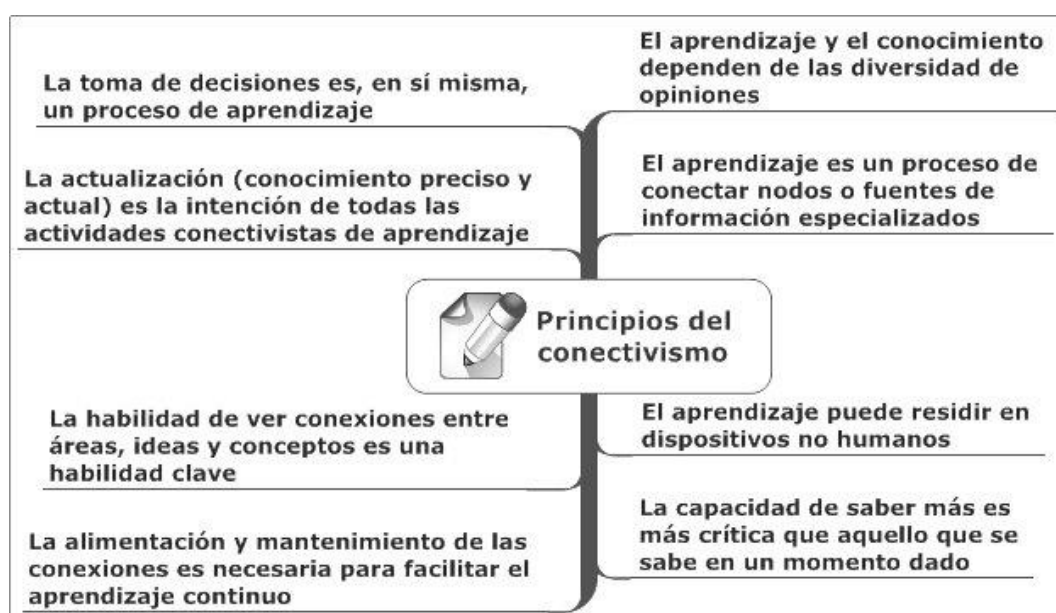 La toma de decisiones es, en sí misma,
un proceso de aprendizaje
La actualización (conocimiento preciso y
actual) es la intención de todas las
actividades conectivistas de aprendizaje
El aprendizaje y el conocimiento
dependen de las diversidad de
opiniones
El aprendizaje es un proceso de
conectar nodos o fuentes de
información especializados
Principios del
conectivismo
La habilidad de ver conexiones entre
áreas, ideas y conceptos es una
habilidad clave
La alimentación y mantenimiento de las
conexiones es necesaria para facilitar el
aprendizaje continuo
El aprendizaje puede residir en
dispositivos no humanos
La capacidad de saber más es
más crítica que aquello que se
sabe en un momento dado